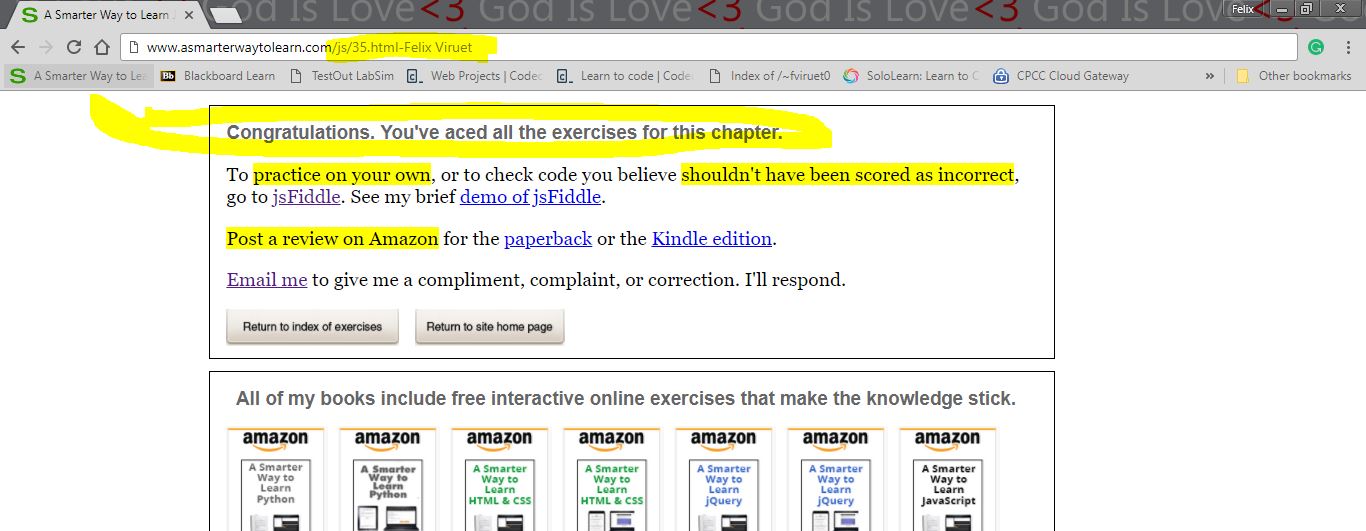 God Is Love<3 God Is Love<3 God Is Love<3 God Is Love<3
Felix
A Smarter Way to Learn
www.asmarterwaytolearn.com/js/35.html-Felix Viruet
A Smarter Way to Le
Bb Blackboard Learn
TestOut LabSim
Web Projects | Codec
Learn to code | Code
Index of /~fviruet0
SoloLearn: Learn to C
CPCC Cloud Gateway
»
Other bookmarks
Congratulations. You've aced all the exercises for this chapter.
To practice on your own, or to check code you believe shouldn't have been scored as incorrect,
go to jsFiddle. See my brief demo of jsFiddle.
Post a review on Amazon for the paperback or the Kindle edition.
Email me to give me a compliment, complaint, or correction. I'll respond.
Return to index of exercises
Return to site home page
All of my books include free interactive online exercises that make the knowledge stick.
amazon amazon amazon amazon amazon amazon amazon
A Smarter
Way to
Learn
Python
A Smarter
Way to
Learn
Python
A Smarter
Way to
Learn
HTML & CSS
A Smarter
Way to
Learn
HTML & CSS
A Smarter
Way to
Learn
jQuery
A Smarter
Way to
Learn
jQuery
A Smarter
Way to
Learn
JavaScript